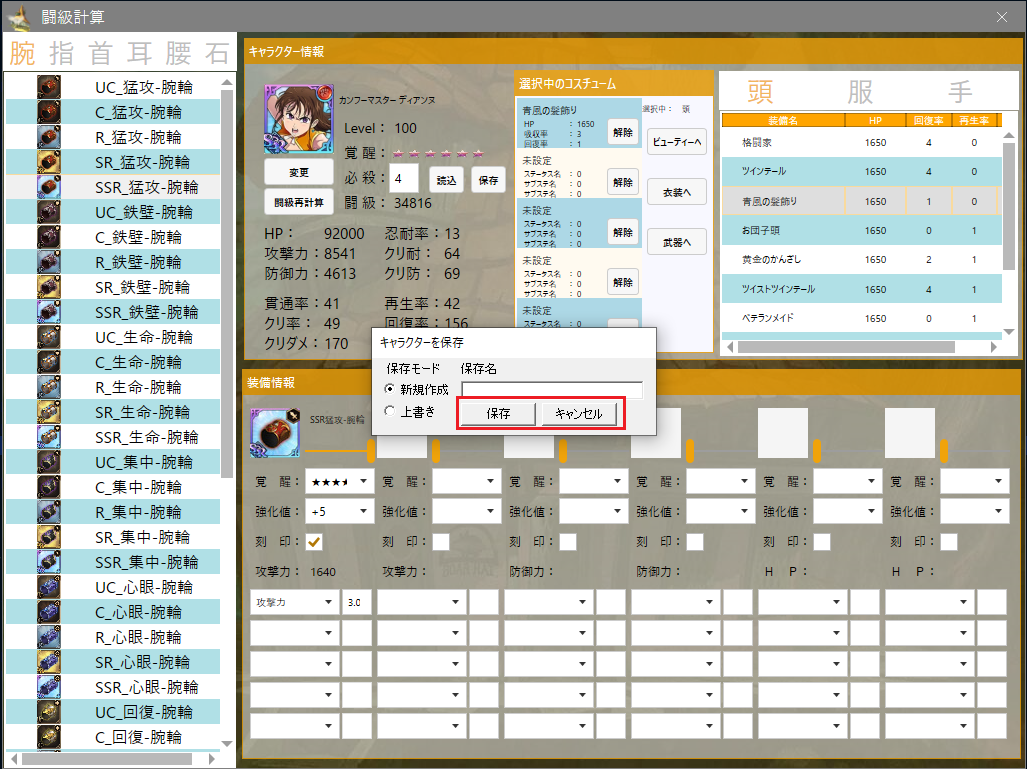 闘級計算
腕 指 首 耳 腰 石
UC_猛攻-腕輪
C_猛攻-腕輪
R_猛攻-腕輪
SR_猛攻-腕輪
SSR_猛攻-腕輪
UC_鉄壁-腕輪
C_鉄壁-腕輪
R_鉄壁-腕輪
SR_鉄壁-腕輪
SSR_鉄壁-腕輪
UC_生命-腕輪
C_生命-腕輪
R_生命-腕輪
SR_生命-腕輪
SSR_生命-腕輪
UC_集中-腕輪
C_集中-腕輪
R_集中-腕輪
SR_集中-腕輪
SSR_集中-腕輪
UC_心眼-腕輪
C_心眼-腕輪
R_心眼-腕輪
SR_心眼-腕輪
SSR_心眼-腕輪
UC_回復-腕輪
C_回復-腕輪
キャラクター情報
カンフーマスター ディアンヌ
Level： 100
覚 醒：
必 殺： 4 読込 保存
闘 級： 34816
変更
闘級再計算
HP： 92000 忍耐率：13
攻撃力：8541 クリ耐： 64
防御力：4613 クリ防： 69
貫通率：41 再生率：42
クリ率： 49 回復率：156
クリダメ：170
選択中のコスチューム
青風の髪飾り
HP ： 1650
吸収率 ： 3
回復率 ： 1
解除
未設定
ステータス名 ： 0
サブステ名 ： 0
サブステ名 ： 0
解除
未設定
ステータス名 ： 0
サブステ名 ： 0
サブステ名 ： 0
解除
未設定
ステータス名 ： 0
サブステ名 ： 0
サブステ名 ： 0
解除
未設定
ステータス名 ： 0
選択中： 頭
ビューティーへ
衣装へ
武器へ
頭 服 手
装備名 HP 回復率 再生率
格闘家 1650 4 0
ツインテール 1650 4 0
青風の髪飾り 1650 1 0
お団子頭 1650 0 1
黄金のかんざし 1650 2 1
ツイストツインテール 1650 4 1
ベテランメイド 1650 0 1
キャラクターを保存
保存モード 保存名
新規作成
上書き
保存 キャンセル
装備情報
SSR猛攻-腕輪
覚 醒： ★★★ 覚 醒： 覚 醒： 覚 醒： 覚 醒： 覚 醒：
強化値： +5 強化値： 強化値： 強化値： 強化値： 強化値：
刻 印： 刻 印： 刻 印： 刻 印： 刻 印： 刻 印：
攻撃力： 1640 攻撃力： 防御力： 防御力： H P： H P：
攻撃力 3.0